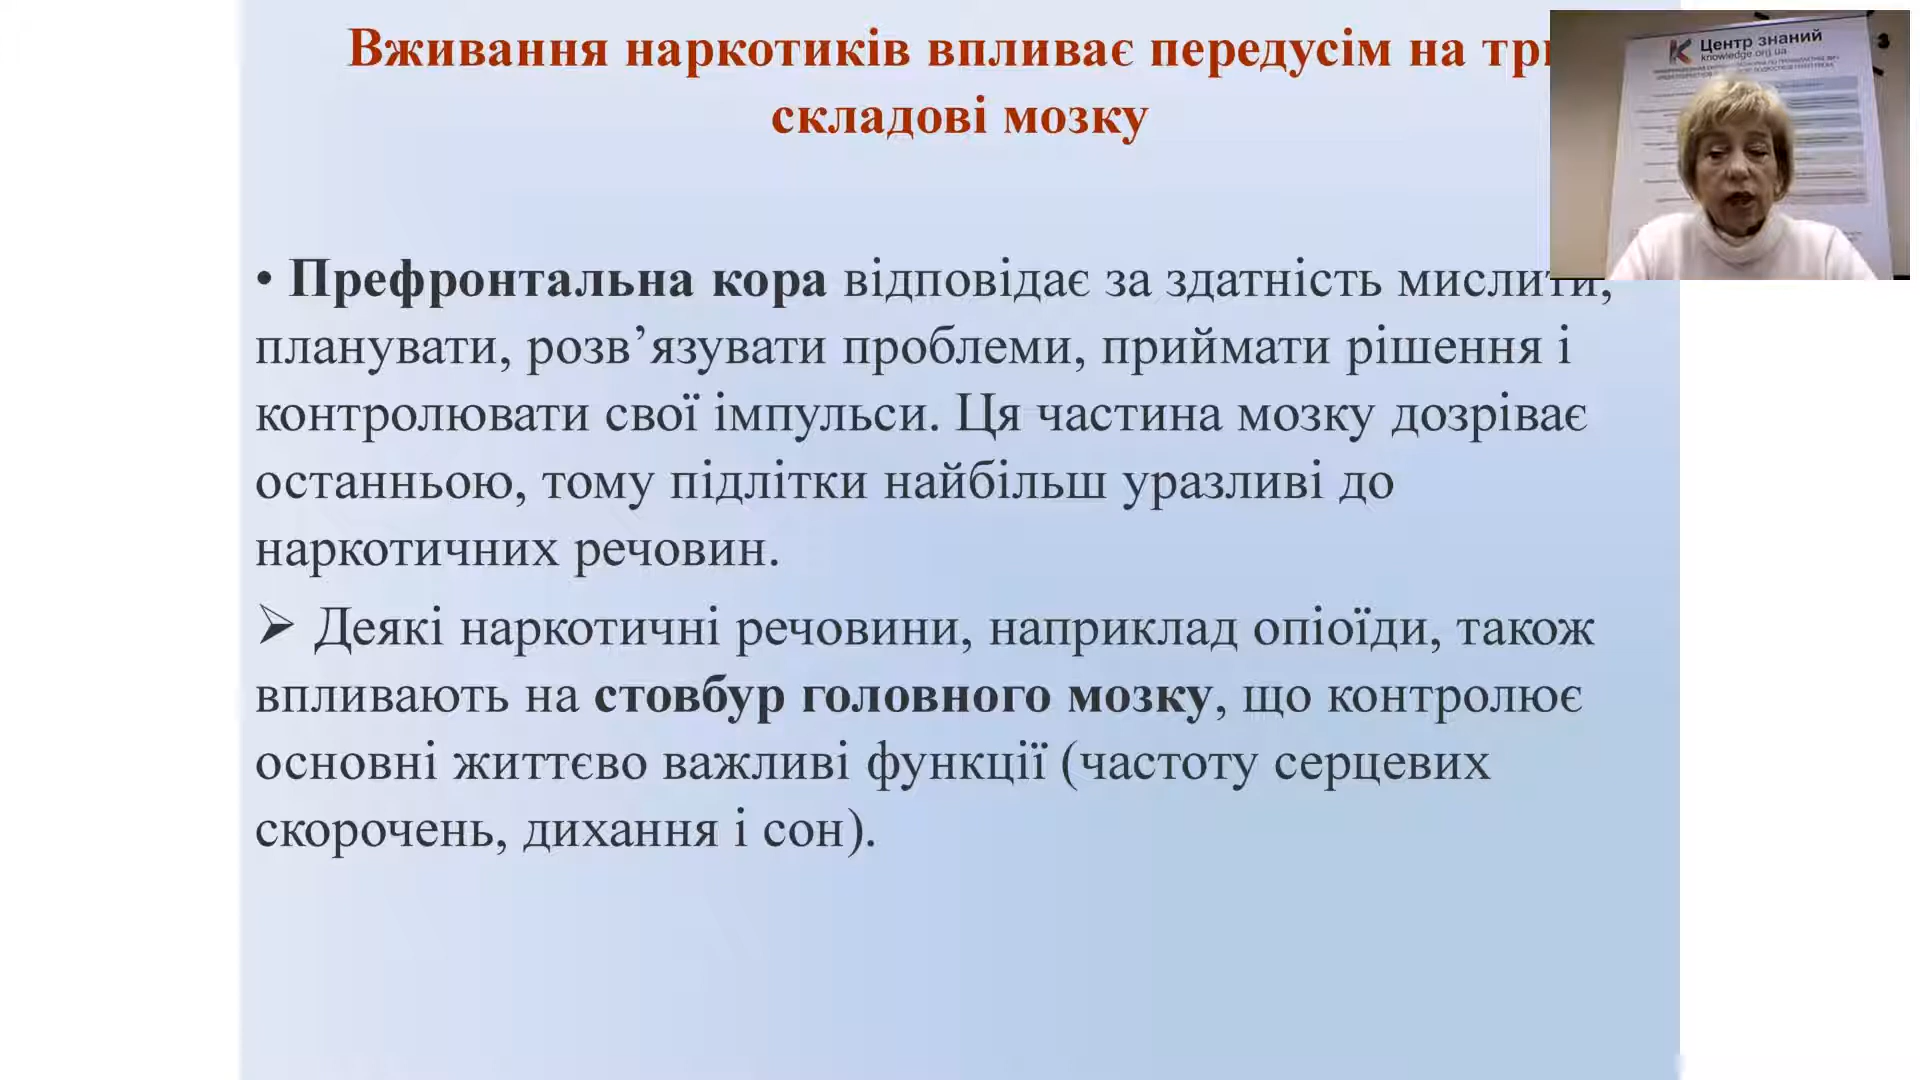 Вживання наркотиків впливає передусім на три
складові мозку
Центр знаний
knowledge.org.ua
• Префронтальна кора відповідає за здатність мислити,
планувати, розв’язувати проблеми, приймати рішення і
контролювати свої імпульси. Ця частина мозку дозріває
останньою, тому підлітки найбільш уразливі до
наркотичних речовин.
➢ Деякі наркотичні речовини, наприклад опіоїди, також
впливають на стовбур головного мозку, що контролює
основні життєво важливі функції (частоту серцевих
скорочень, дихання і сон).